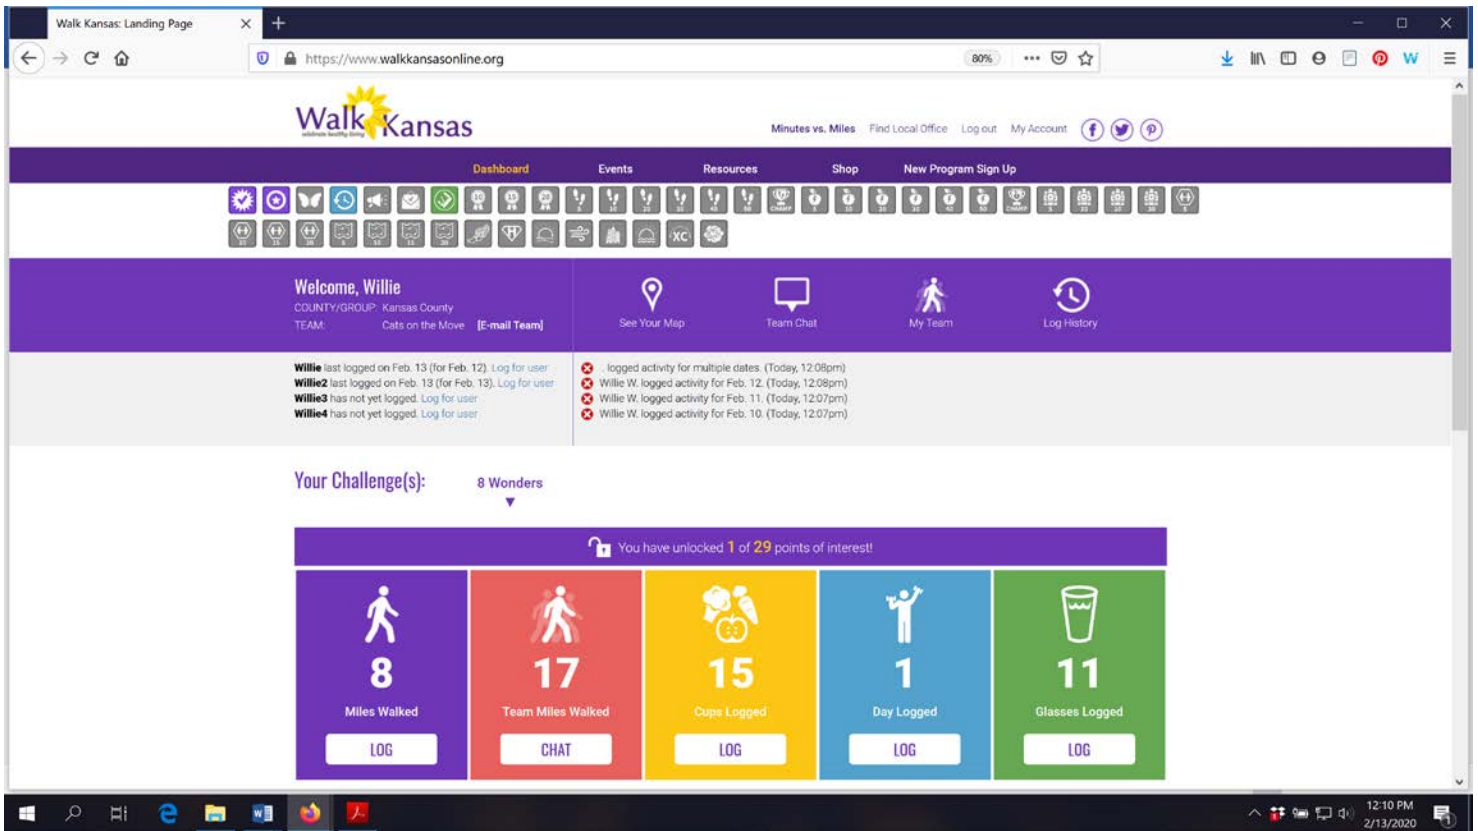 Walk Kansas: Landing Page
https://www.walkkansasonline.org
80%
Walk Kansas
celebrate healthy living
Minutes vs. Miles Find Local Office Log out My Account
Dashboard Events Resources Shop New Program Sign Up
Welcome, Willie
COUNTY/GROUP: Kansas County
TEAM: Cats on the Move [E-mail Team]
See Your Map Team Chat My Team Log History
Willie last logged on Feb. 13 (for Feb. 12). Log for user
Willie2 last logged on Feb. 13 (for Feb. 13). Log for user
Willie3 has not yet logged. Log for user
Willie4 has not yet logged. Log for user
. logged activity for multiple dates. (Today, 12:08pm)
Willie W. logged activity for Feb. 12. (Today, 12:08pm)
Willie W. logged activity for Feb. 11. (Today, 12:07pm)
Willie W. logged activity for Feb. 10. (Today, 12:07pm)
Your Challenge(s): 8 Wonders
You have unlocked 1 of 29 points of interest!
8
Miles Walked
LOG
17
Team Miles Walked
CHAT
15
Cups Logged
LOG
1
Day Logged
LOG
11
Glasses Logged
LOG
12:10 PM
2/13/2020